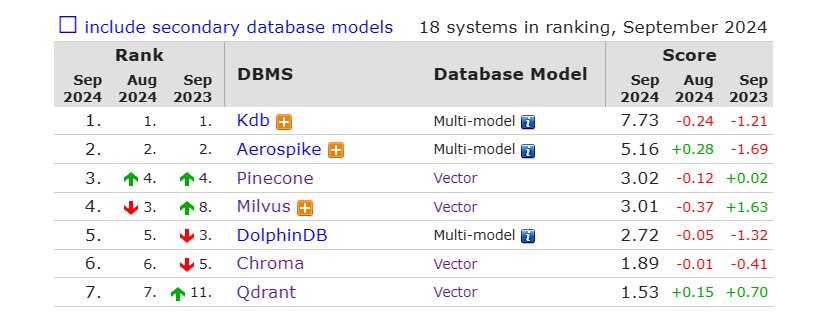 include secondary database models 18 systems in ranking, September 2024
Rank DBMS Database Model Score
Sep 2024 Aug 2024 Sep 2023 Sep 2024 Aug 2024 Sep 2023
1. 1. 1. Kdb Multi-model 7.73 -0.24 -1.21
2. 2. 2. Aerospike Multi-model 5.16 +0.28 -1.69
3. 4. 4. Pinecone Vector 3.02 -0.12 +0.02
4. 3. 8. Milvus Vector 3.01 -0.37 +1.63
5. 5. 3. DolphinDB Multi-model 2.72 -0.05 -1.32
6. 6. 5. Chroma Vector 1.89 -0.01 -0.41
7. 7. 11. Qdrant Vector 1.53 +0.15 +0.70